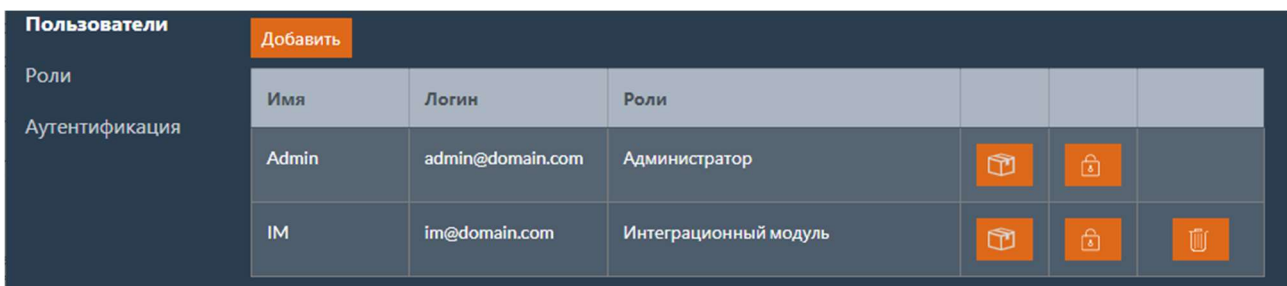 Пользователи
Роли
Аутентификация
Добавить
Имя Логин Роли
Admin admin@domain.com Администратор
IM im@domain.com Интеграционный модуль